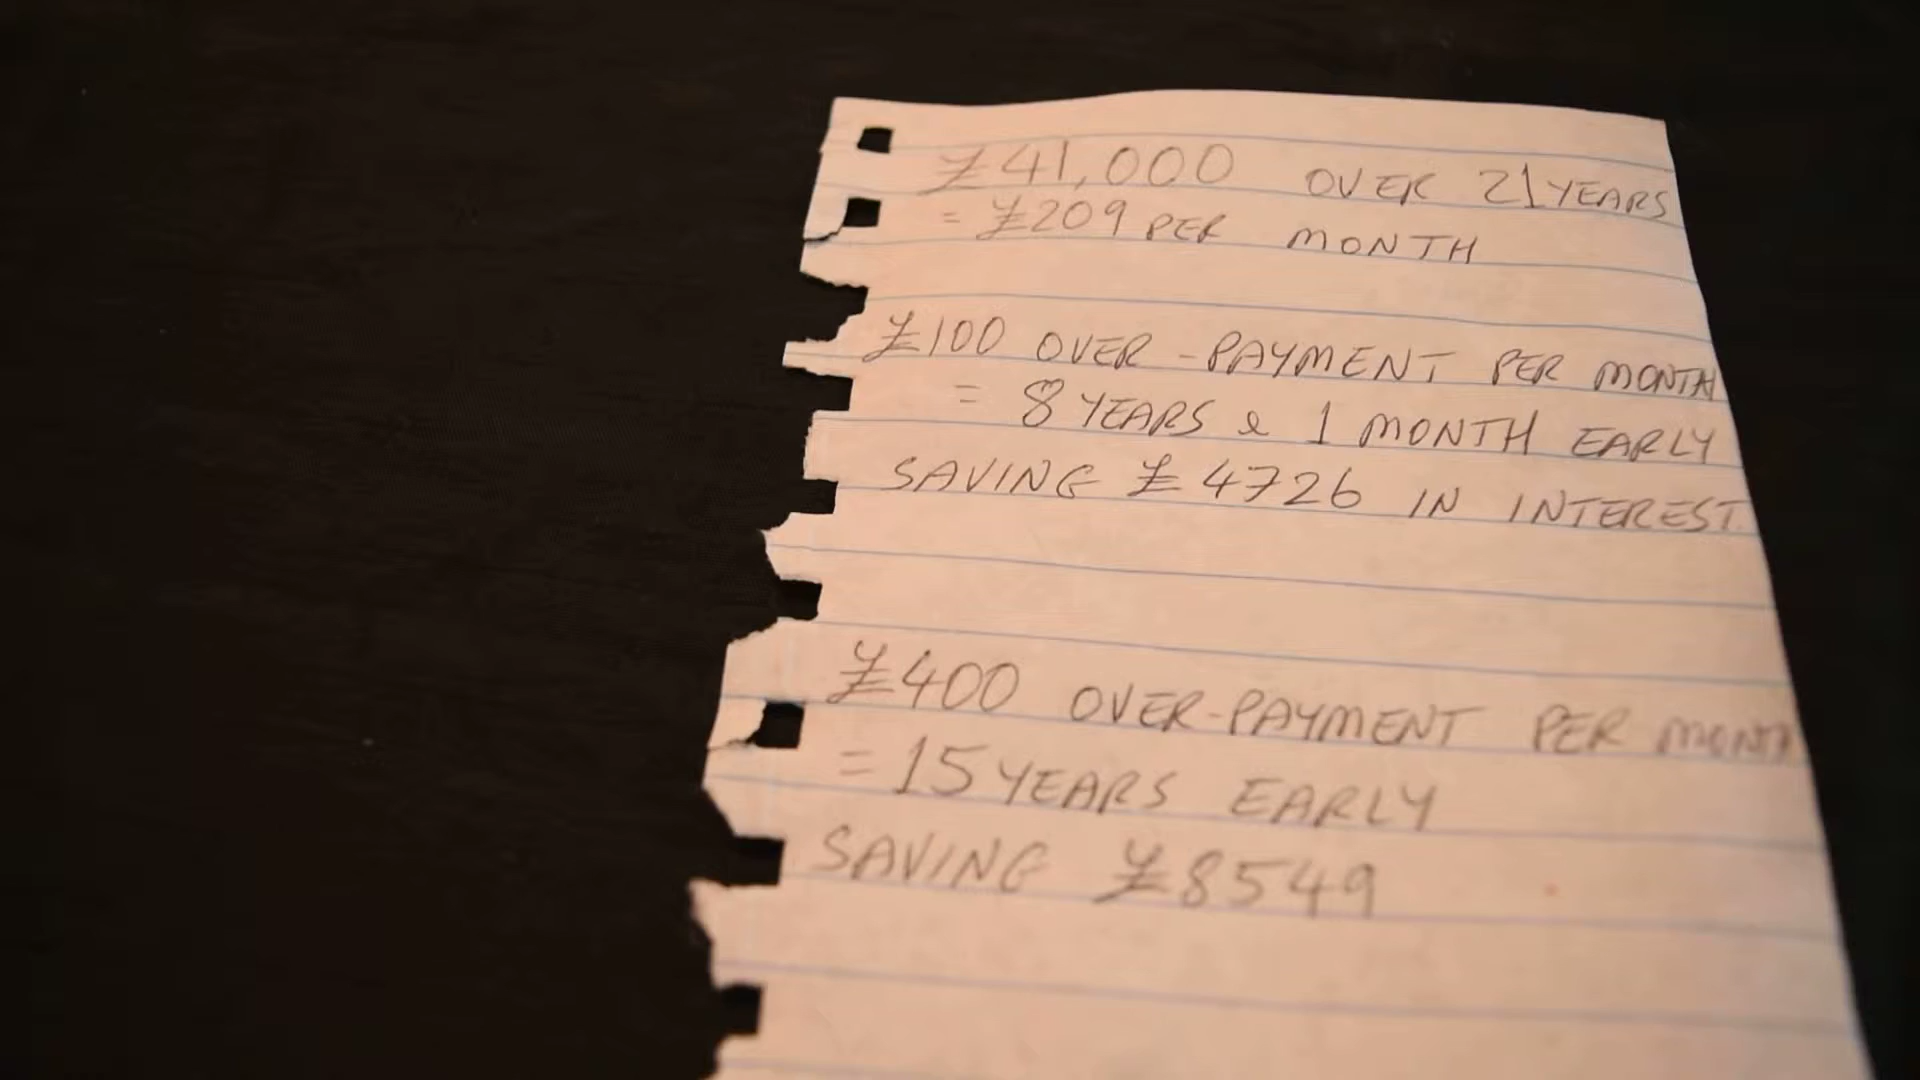 £41,000 OVER 21 YEARS
= £209 PER MONTH
£100 OVER-PAYMENT PER MONTH
= 8 YEARS & 1 MONTH EARLY
SAVING £4726 IN INTEREST
£400 OVER-PAYMENT PER MONTH
= 15 YEARS EARLY
SAVING £8549